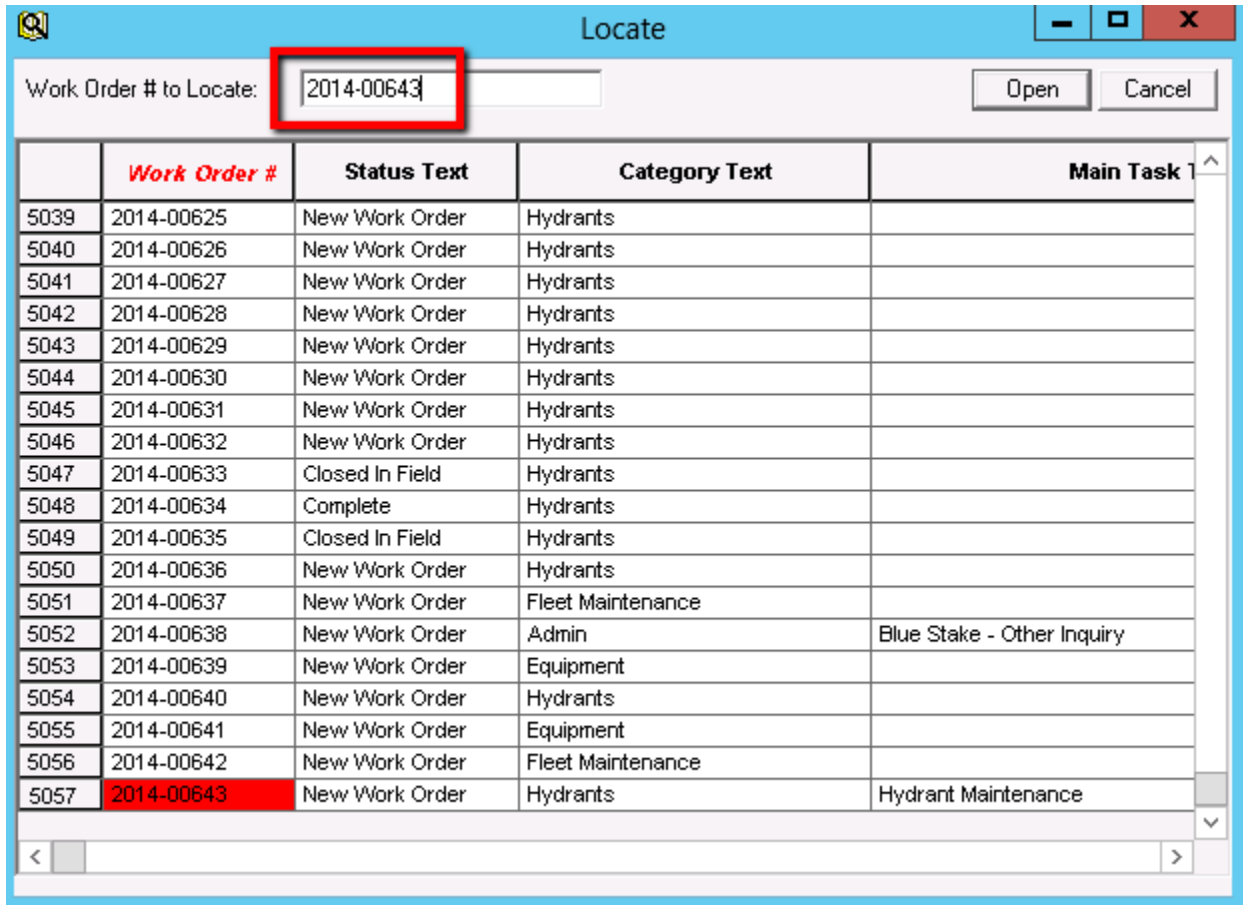 Locate
Work Order # to Locate: 2014-00643 Open Cancel
Work Order # Status Text Category Text Main Task T
5039 2014-00625 New Work Order Hydrants
5040 2014-00626 New Work Order Hydrants
5041 2014-00627 New Work Order Hydrants
5042 2014-00628 New Work Order Hydrants
5043 2014-00629 New Work Order Hydrants
5044 2014-00630 New Work Order Hydrants
5045 2014-00631 New Work Order Hydrants
5046 2014-00632 New Work Order Hydrants
5047 2014-00633 Closed In Field Hydrants
5048 2014-00634 Complete Hydrants
5049 2014-00635 Closed In Field Hydrants
5050 2014-00636 New Work Order Hydrants
5051 2014-00637 New Work Order Fleet Maintenance
5052 2014-00638 New Work Order Admin Blue Stake - Other Inquiry
5053 2014-00639 New Work Order Equipment
5054 2014-00640 New Work Order Hydrants
5055 2014-00641 New Work Order Equipment
5056 2014-00642 New Work Order Fleet Maintenance
5057 2014-00643 New Work Order Hydrants Hydrant Maintenance